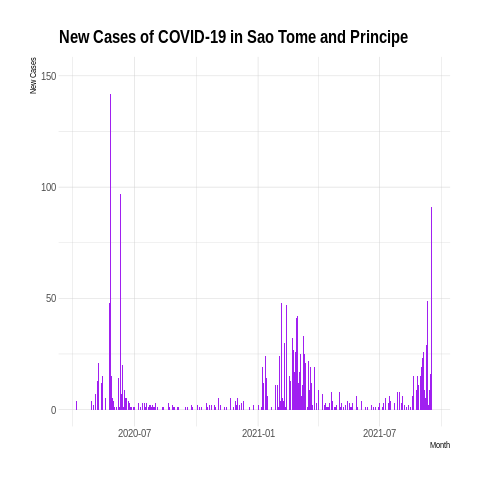 New Cases of COVID-19 in Sao Tome and Principe
New Cases
150
100
50
0
2020-07
2021-01
2021-07
Month